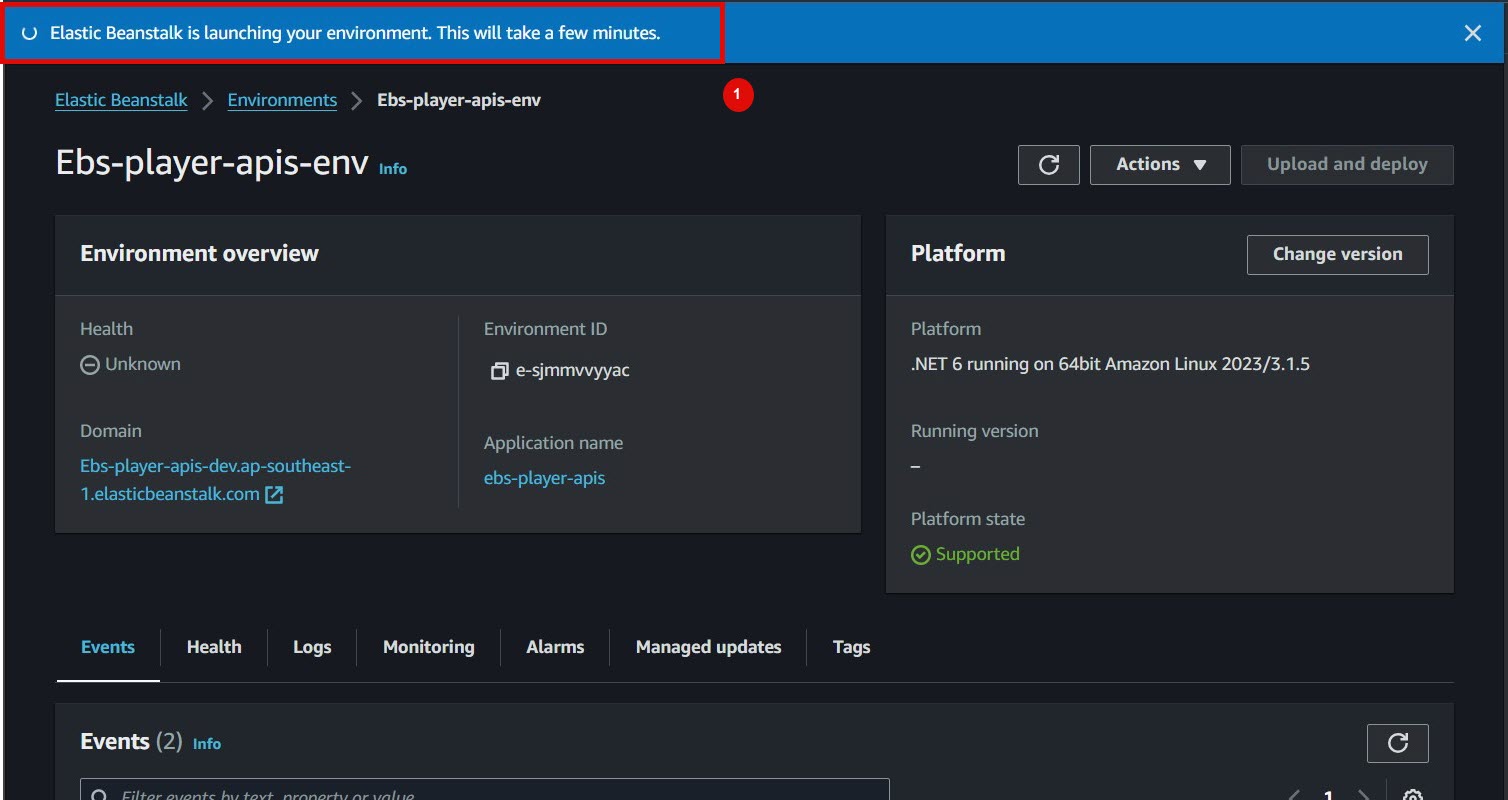 Elastic Beanstalk is launching your environment. This will take a few minutes.
Elastic Beanstalk > Environments > Ebs-player-apis-env
1
Ebs-player-apis-env Info
Actions Upload and deploy
Environment overview
Health
Unknown
Domain
Ebs-player-apis-dev.ap-southeast-
1.elasticbeanstalk.com
Environment ID
e-sjmmvvyyac
Application name
ebs-player-apis
Platform Change version
Platform
.NET 6 running on 64bit Amazon Linux 2023/3.1.5
Running version
–
Platform state
Supported
Events Health Logs Monitoring Alarms Managed updates Tags
Events (2) Info
Filter events by text, property or value 1